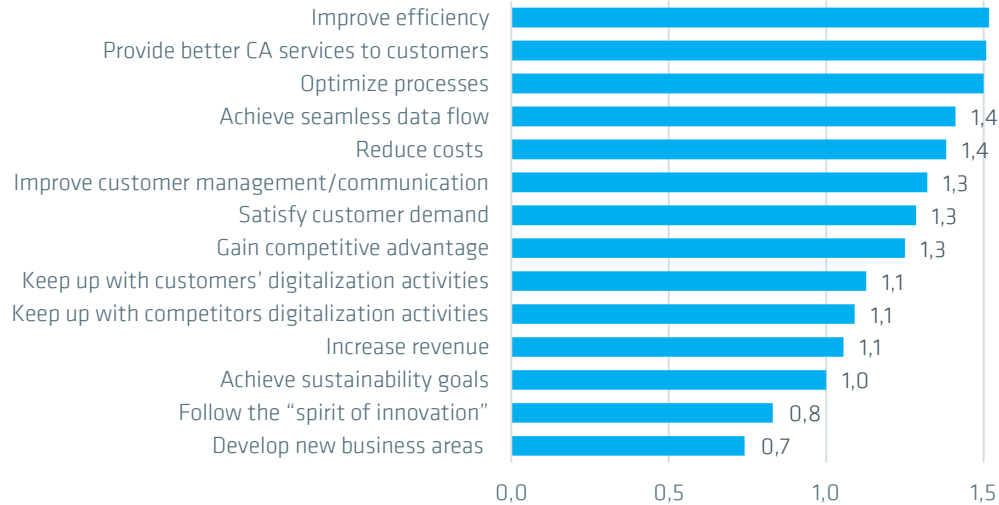 Improve efficiency
Provide better CA services to customers
Optimize processes
Achieve seamless data flow 1,4
Reduce costs 1,4
Improve customer management/communication 1,3
Satisfy customer demand 1,3
Gain competitive advantage 1,3
Keep up with customers’ digitalization activities 1,1
Keep up with competitors digitalization activities 1,1
Increase revenue 1,1
Achieve sustainability goals 1,0
Follow the “spirit of innovation” 0,8
Develop new business areas 0,7
0,0 0,5 1,0 1,5